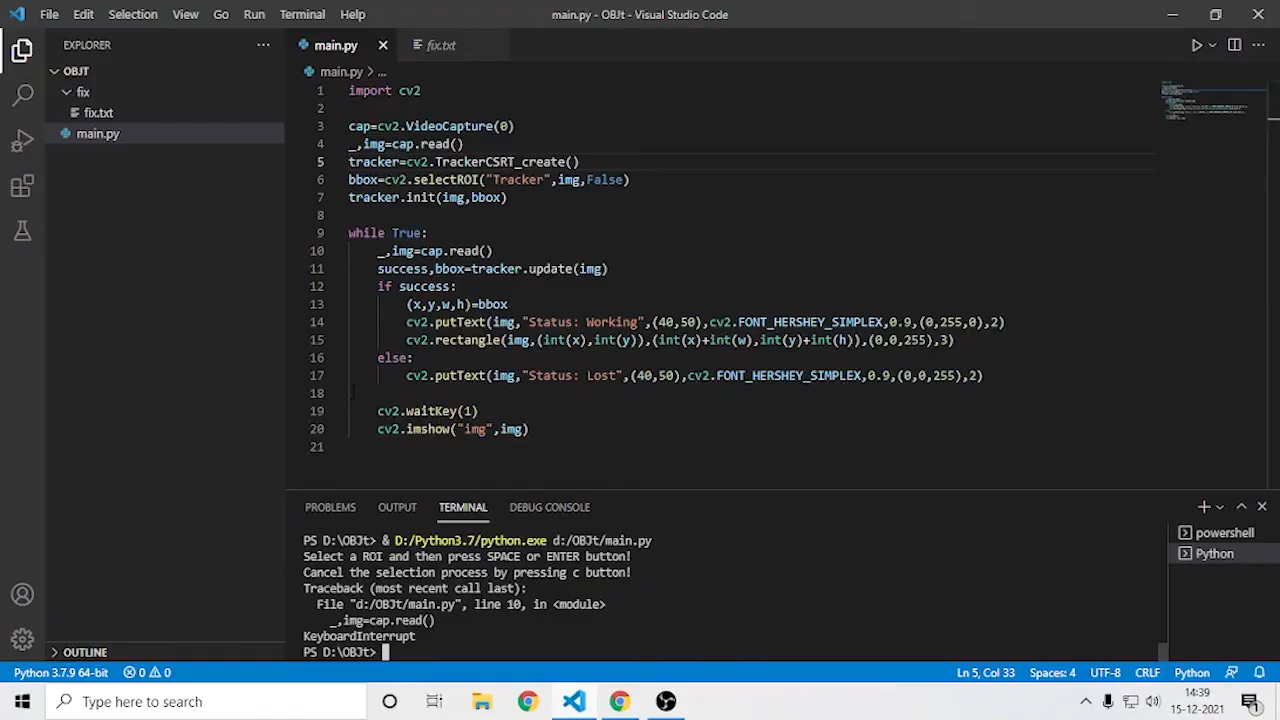 File Edit Selection View Go Run Terminal Help
main.py - OBJt - Visual Studio Code
EXPLORER
OBJT
fix
fix.txt
main.py
OUTLINE
main.py
fix.txt
main.py > ...
1 import cv2
2
3 cap=cv2.VideoCapture(0)
4 _,img=cap.read()
5 tracker=cv2.TrackerCSRT_create()
6 bbox=cv2.selectROI("Tracker",img,False)
7 tracker.init(img,bbox)
8
9 while True:
10     _,img=cap.read()
11     success,bbox=tracker.update(img)
12     if success:
13         (x,y,w,h)=bbox
14         cv2.putText(img,"Status: Working",(40,50),cv2.FONT_HERSHEY_SIMPLEX,0.9,(0,255,0),2)
15         cv2.rectangle(img,(int(x),int(y)),(int(x)+int(w),int(y)+int(h)),(0,0,255),3)
16     else:
17         cv2.putText(img,"Status: Lost",(40,50),cv2.FONT_HERSHEY_SIMPLEX,0.9,(0,0,255),2)
18
19     cv2.waitKey(1)
20     cv2.imshow("img",img)
21
PROBLEMS OUTPUT TERMINAL DEBUG CONSOLE
PS D:\OBJt> & D:/Python3.7/python.exe d:/OBJt/main.py
Select a ROI and then press SPACE or ENTER button!
Cancel the selection process by pressing c button!
Traceback (most recent call last):
  File "d:/OBJt/main.py", line 10, in <module>
    _,img=cap.read()
KeyboardInterrupt
PS D:\OBJt>
powershell
Python
Python 3.7.9 64-bit 0 0 Ln 5, Col 33 Spaces: 4 UTF-8 CRLF Python
Type here to search
14:39
15-12-2021
1